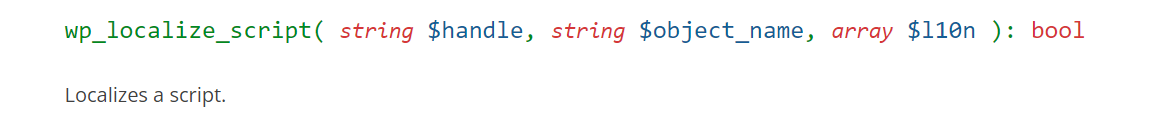 wp_localize_script( string $handle, string $object_name, array $l10n ): bool
Localizes a script.